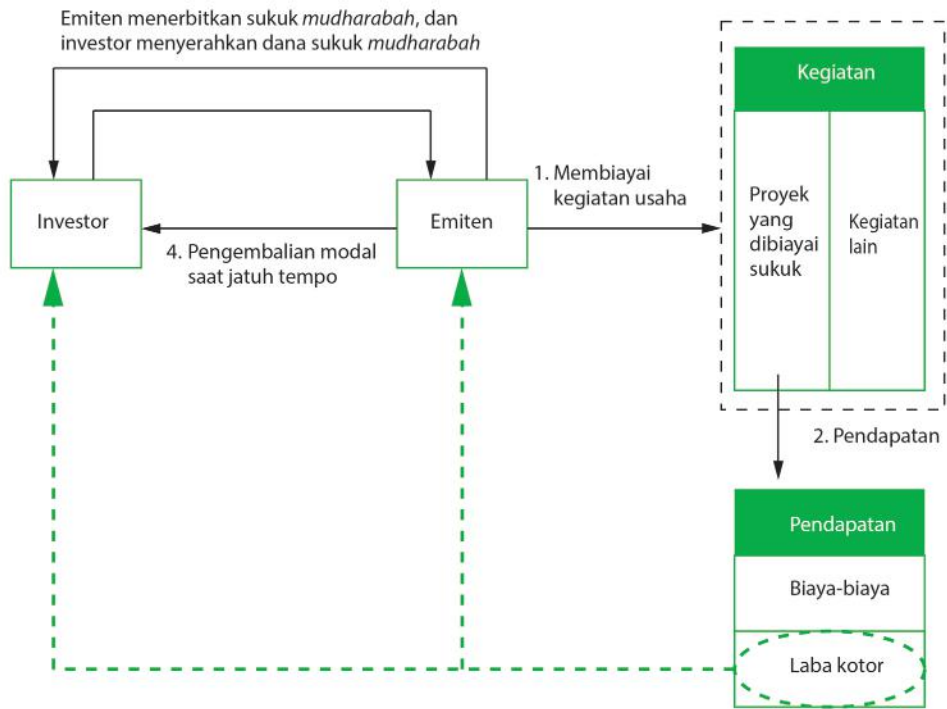 Emiten menerbitkan sukuk mudharabah, dan
investor menyerahkan dana sukuk mudharabah
Kegiatan
Investor
Emiten
1. Membiayai
kegiatan usaha
4. Pengembalian modal
saat jatuh tempo
Proyek
yang
dibiayai
sukuk
Kegiatan
lain
2. Pendapatan
Pendapatan
Biaya-biaya
Laba kotor